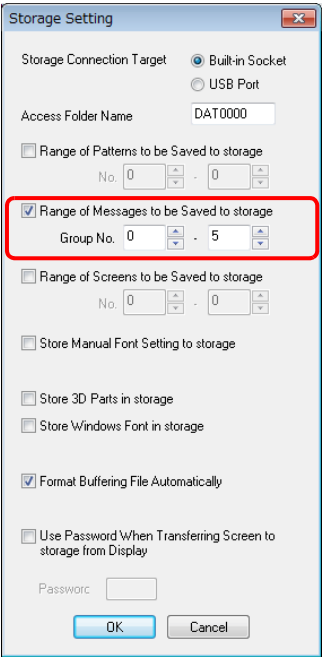 Storage Setting
Storage Connection Target Built-in Socket
USB Port
Access Folder Name DAT0000
Range of Patterns to be Saved to storage
No. 0 - 0
Range of Messages to be Saved to storage
Group No. 0 - 5
Range of Screens to be Saved to storage
No. 0 - 0
Store Manual Font Setting to storage
Store 3D Parts in storage
Store Windows Font in storage
Format Buffering File Automatically
Use Password When Transferring Screen to
storage from Display
Passworc
OK Cancel